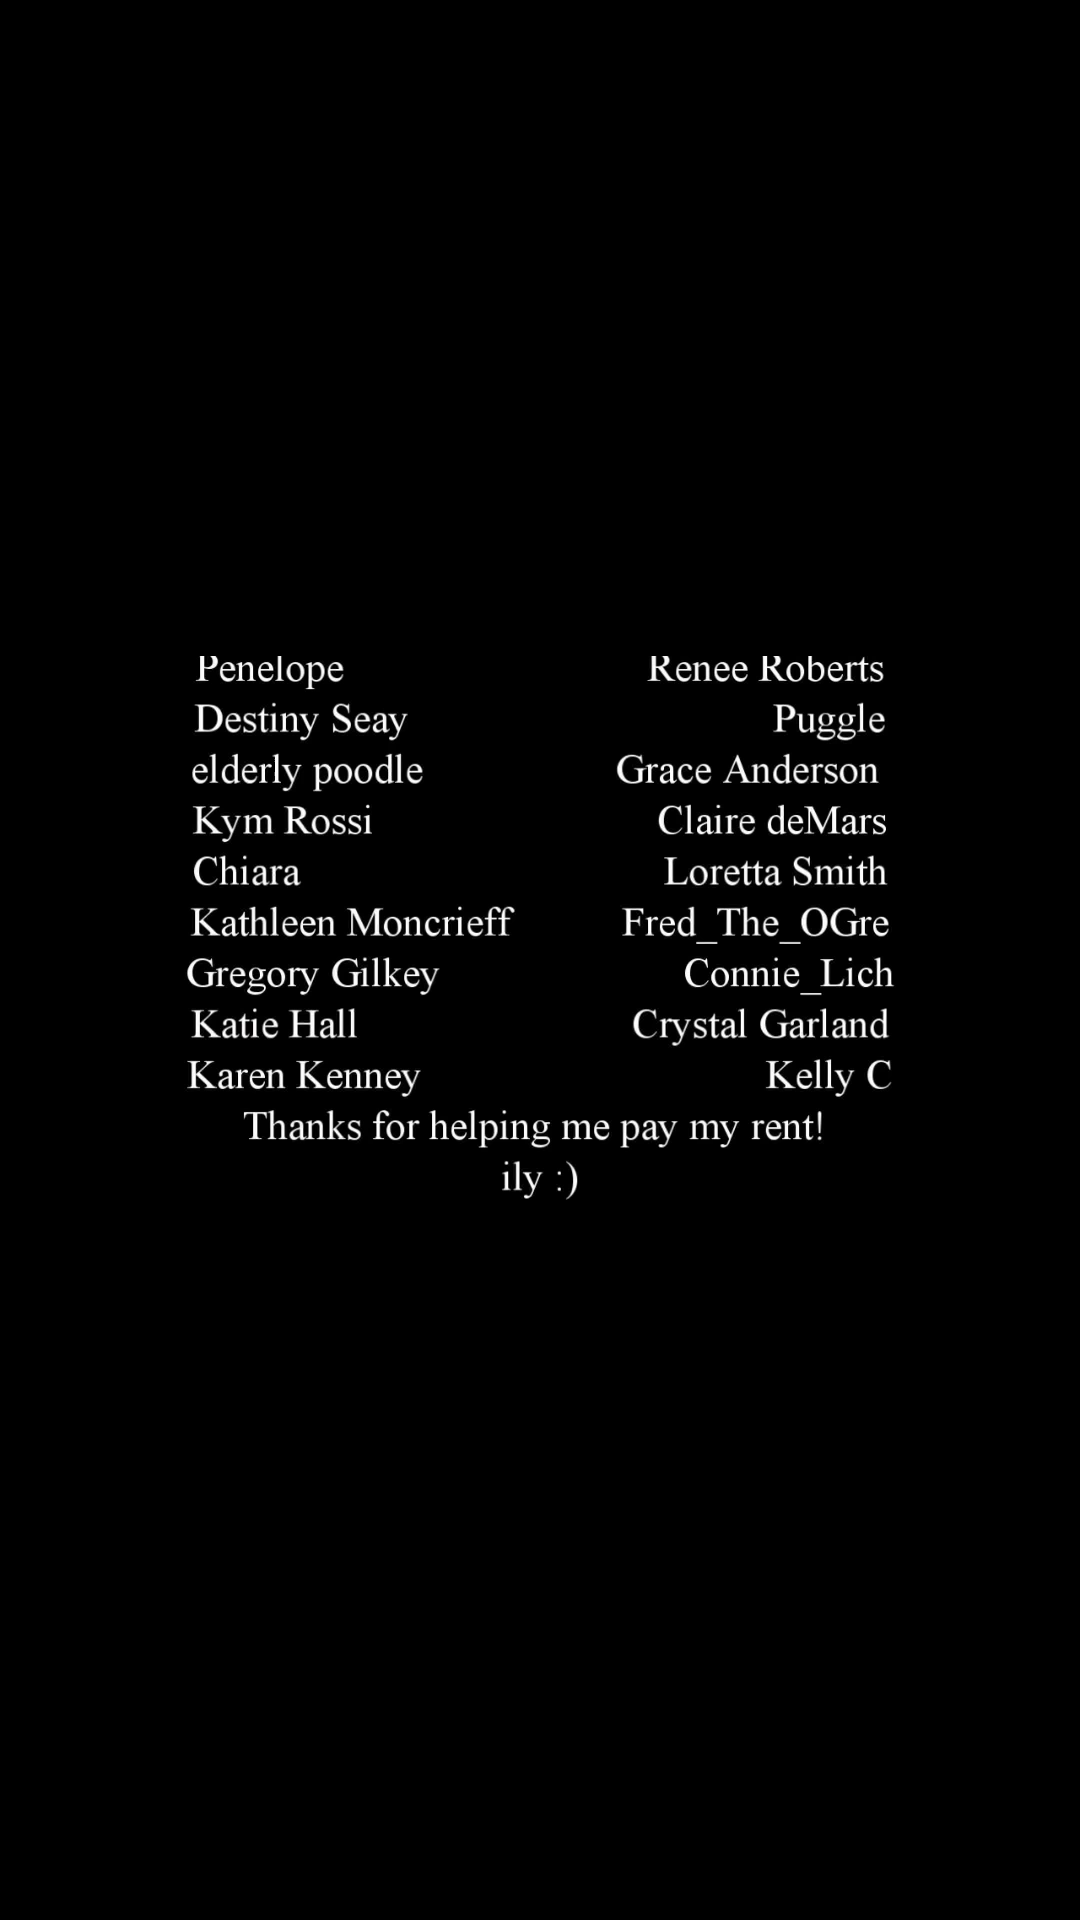 Penelope Renee Roberts
Destiny Seay Puggle
elderly poodle Grace Anderson
Kym Rossi Claire deMars
Chiara Loretta Smith
Kathleen Moncrieff Fred_The_OGre
Gregory Gilkey Connie_Lich
Katie Hall Crystal Garland
Karen Kenney Kelly C
Thanks for helping me pay my rent!
ily :)